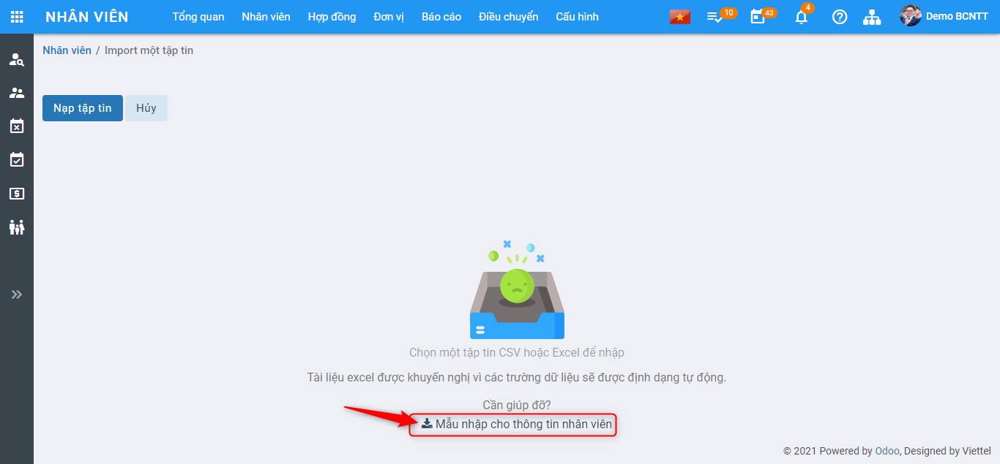 NHÂN VIÊN Tổng quan Nhân viên Hợp đồng Đơn vị Báo cáo Điều chuyển Cấu hình 10 43 4 Demo BCNTT
Nhân viên / Import một tập tin
Nạp tập tin Hủy
Chọn một tập tin CSV hoặc Excel để nhập
Tài liệu excel được khuyến nghị vì các trường dữ liệu sẽ được định dạng tự động.
Cần giúp đỡ?
Mẫu nhập cho thông tin nhân viên
© 2021 Powered by Odoo, Designed by Viettel